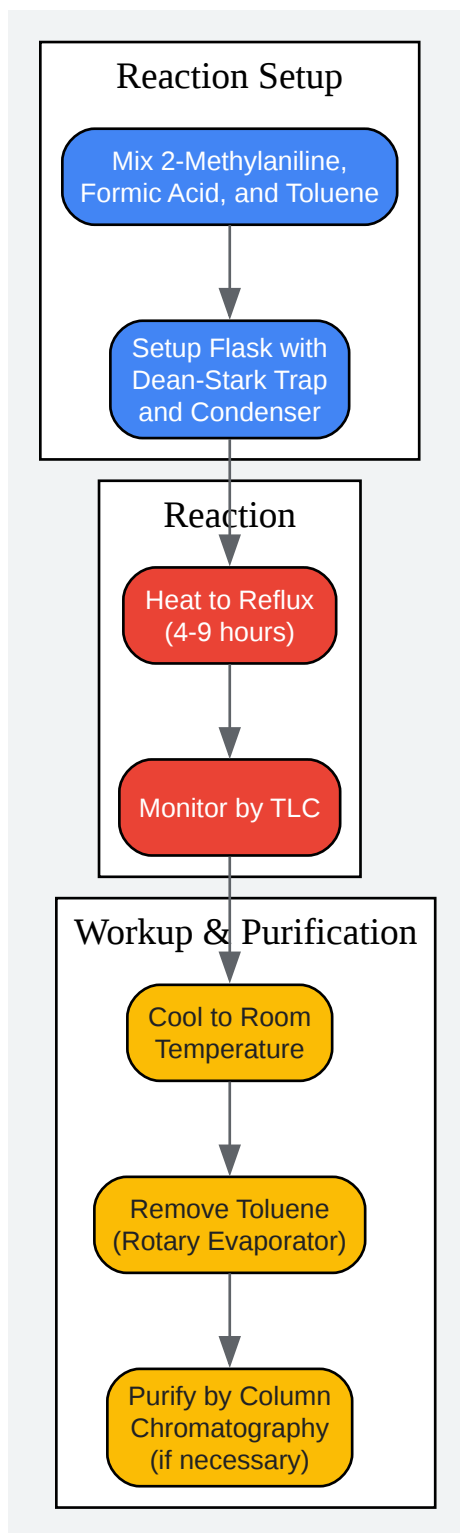 Reaction Setup
Mix 2-Methylaniline,
Formic Acid, and Toluene
Setup Flask with
Dean-Stark Trap
and Condenser
Reaction
Heat to Reflux
(4-9 hours)
Monitor by TLC
Workup & Purification
Cool to Room
Temperature
Remove Toluene
(Rotary Evaporator)
Purify by Column
Chromatography
(if necessary)